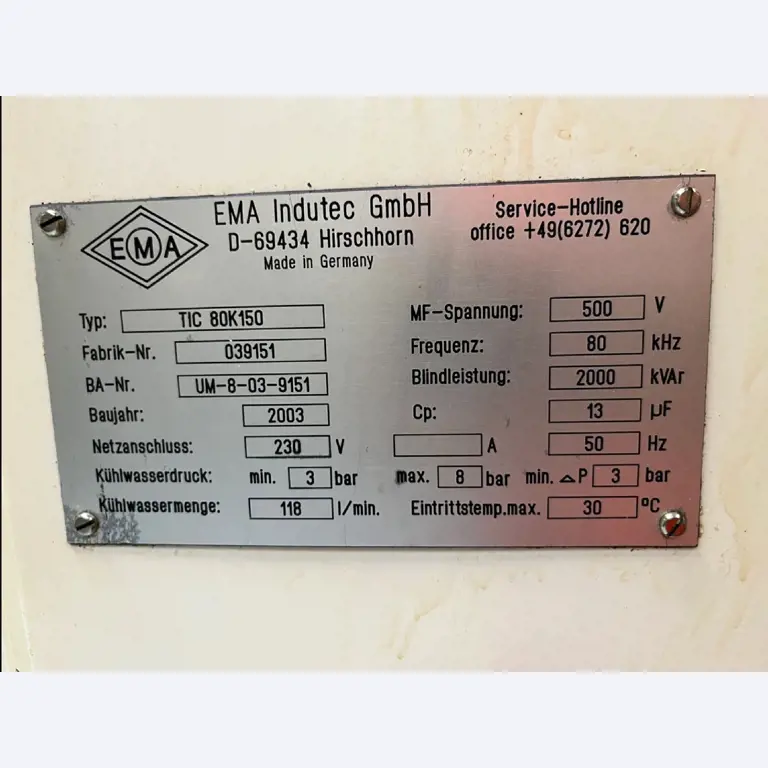 EMA
EMA Indutec GmbH
D-69434 Hirschhorn
Made in Germany
Service-Hotline
office +49(6272) 620
Typ: TIC 80K150
Fabrik-Nr. 039151
BA-Nr. UM-8-03-9151
Baujahr: 2003
MF-Spannung: 500 V
Frequenz: 80 kHz
Blindleistung: 2000 kVAr
Cp: 13 µF
Netzanschluss: 230 V A 50 Hz
Kühlwasserdruck: min. 3 bar max. 8 bar min. △P 3 bar
Kühlwassermenge: 118 l/min. Eintrittstemp.max. 30 °C